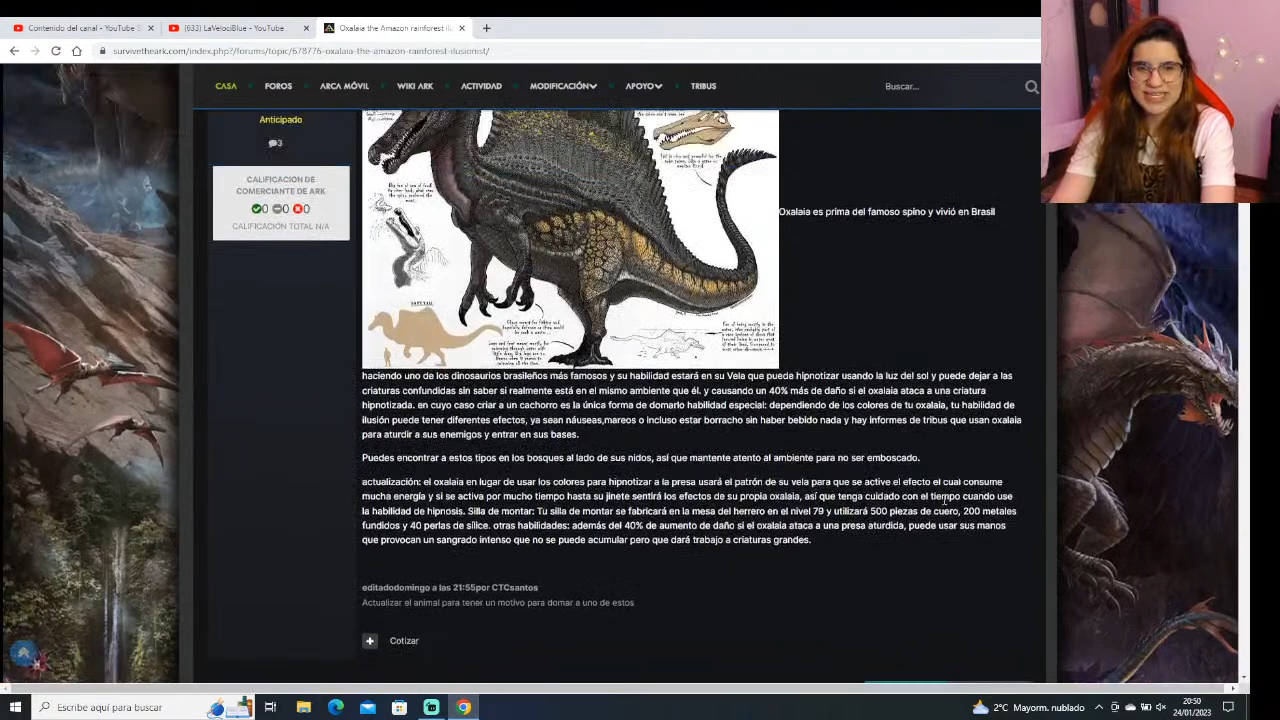 Contenido del canal - YouTube S
(633) LaVelociBlue - YouTube
Oxalaia the Amazon rainforest ilu
survivetheark.com/index.php?/forums/topic/678776-oxalaia-the-amazon-rainforest-ilusionist/
CASA
FOROS
ARCA MÓVIL
WIKI ARK
ACTIVIDAD
MODIFICACIÓN
APOYO
TRIBUS
Buscar...
Anticipado
3
CALIFICACIÓN DE
COMERCIANTE DE ARK
0 0 0
CALIFICACIÓN TOTAL N/A
Oxalaia es prima del famoso spino y vivió en Brasil
haciendo uno de los dinosaurios brasileños más famosos y su habilidad estará en su Vela que puede hipnotizar usando la luz del sol y puede dejar a las
criaturas confundidas sin saber si realmente está en el mismo ambiente que él. y causando un 40% más de daño si el oxalaia ataca a una criatura
hipnotizada. en cuyo caso criar a un cachorro es la única forma de domarlo habilidad especial: dependiendo de los colores de tu oxalaia, tu habilidad de
ilusión puede tener diferentes efectos, ya sean náuseas,mareos o incluso estar borracho sin haber bebido nada y hay informes de tribus que usan oxalaia
para aturdir a sus enemigos y entrar en sus bases.
Puedes encontrar a estos tipos en los bosques al lado de sus nidos, así que mantente atento al ambiente para no ser emboscado.
actualización: el oxalaia en lugar de usar los colores para hipnotizar a la presa usará el patrón de su vela para que se active el efecto el cual consume
mucha energía y si se activa por mucho tiempo hasta su jinete sentirá los efectos de su propia oxalaia, así que tenga cuidado con el tiempo cuando use
la habilidad de hipnosis. Silla de montar: Tu silla de montar se fabricará en la mesa del herrero en el nivel 79 y utilizará 500 piezas de cuero, 200 metales
fundidos y 40 perlas de sílice. otras habilidades: además del 40% de aumento de daño si el oxalaia ataca a una presa aturdida, puede usar sus manos
que provocan un sangrado intenso que no se puede acumular pero que dará trabajo a criaturas grandes.
editadodomingo a las 21:55por CTCsantos
Actualizar el animal para tener un motivo para domar a uno de estos
Cotizar
Escribe aquí para buscar
2°C Mayorm. nublado
20:50
24/01/2023